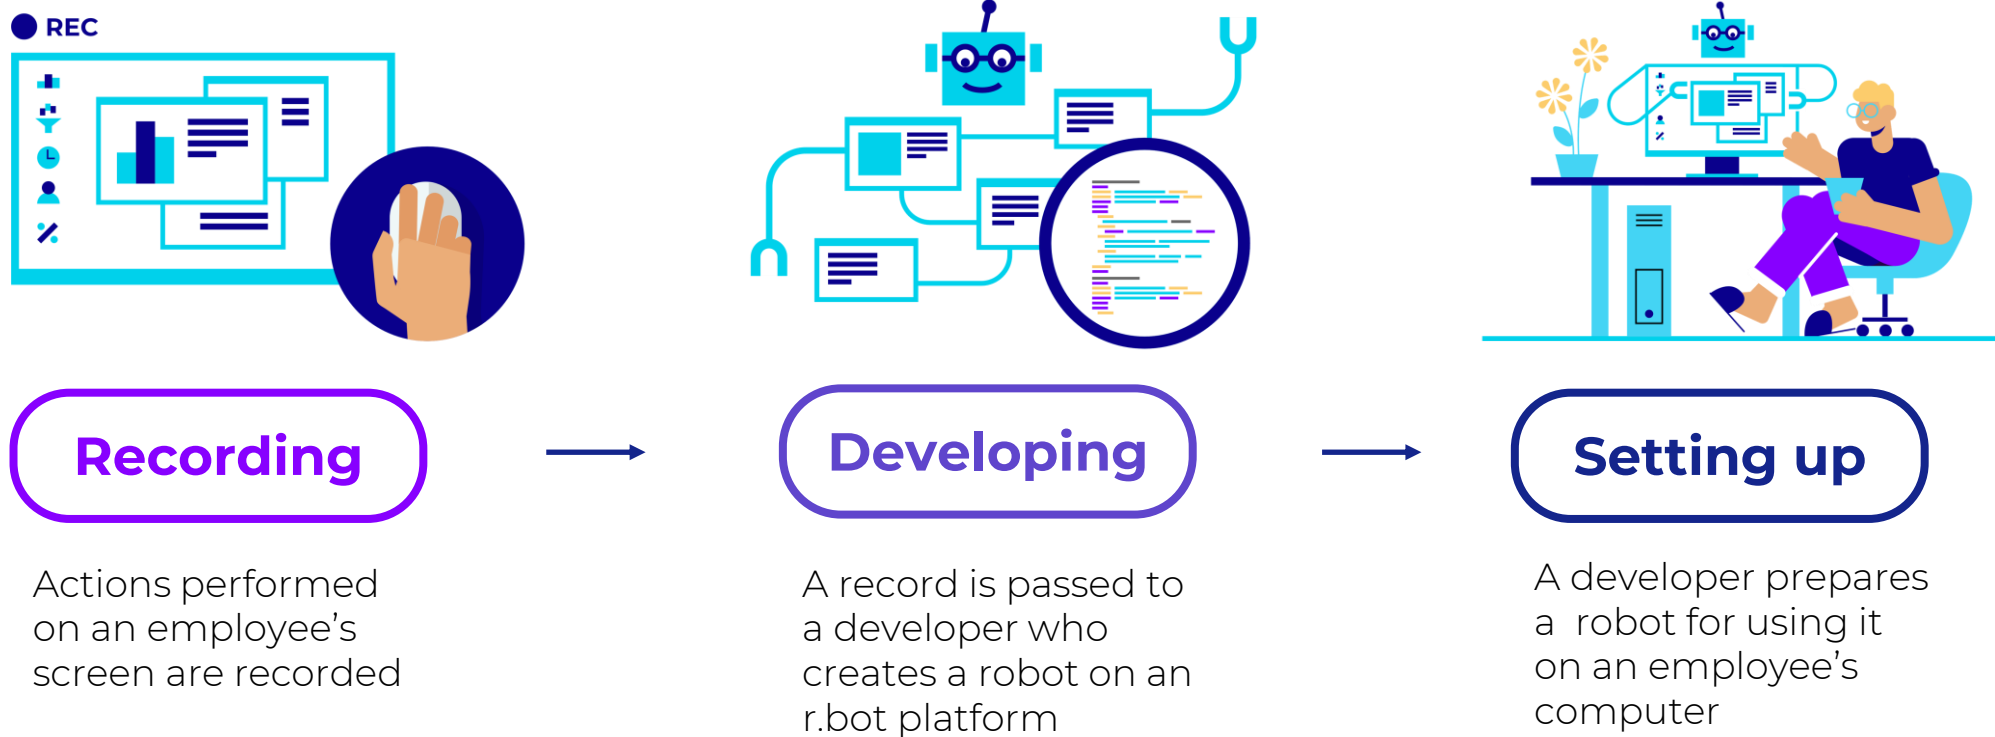 REC
Recording
Actions performed
on an employee’s
screen are recorded
Developing
A record is passed to
a developer who
creates a robot on an
r.bot platform
Setting up
A developer prepares
a  robot for using it
on an employee’s
computer